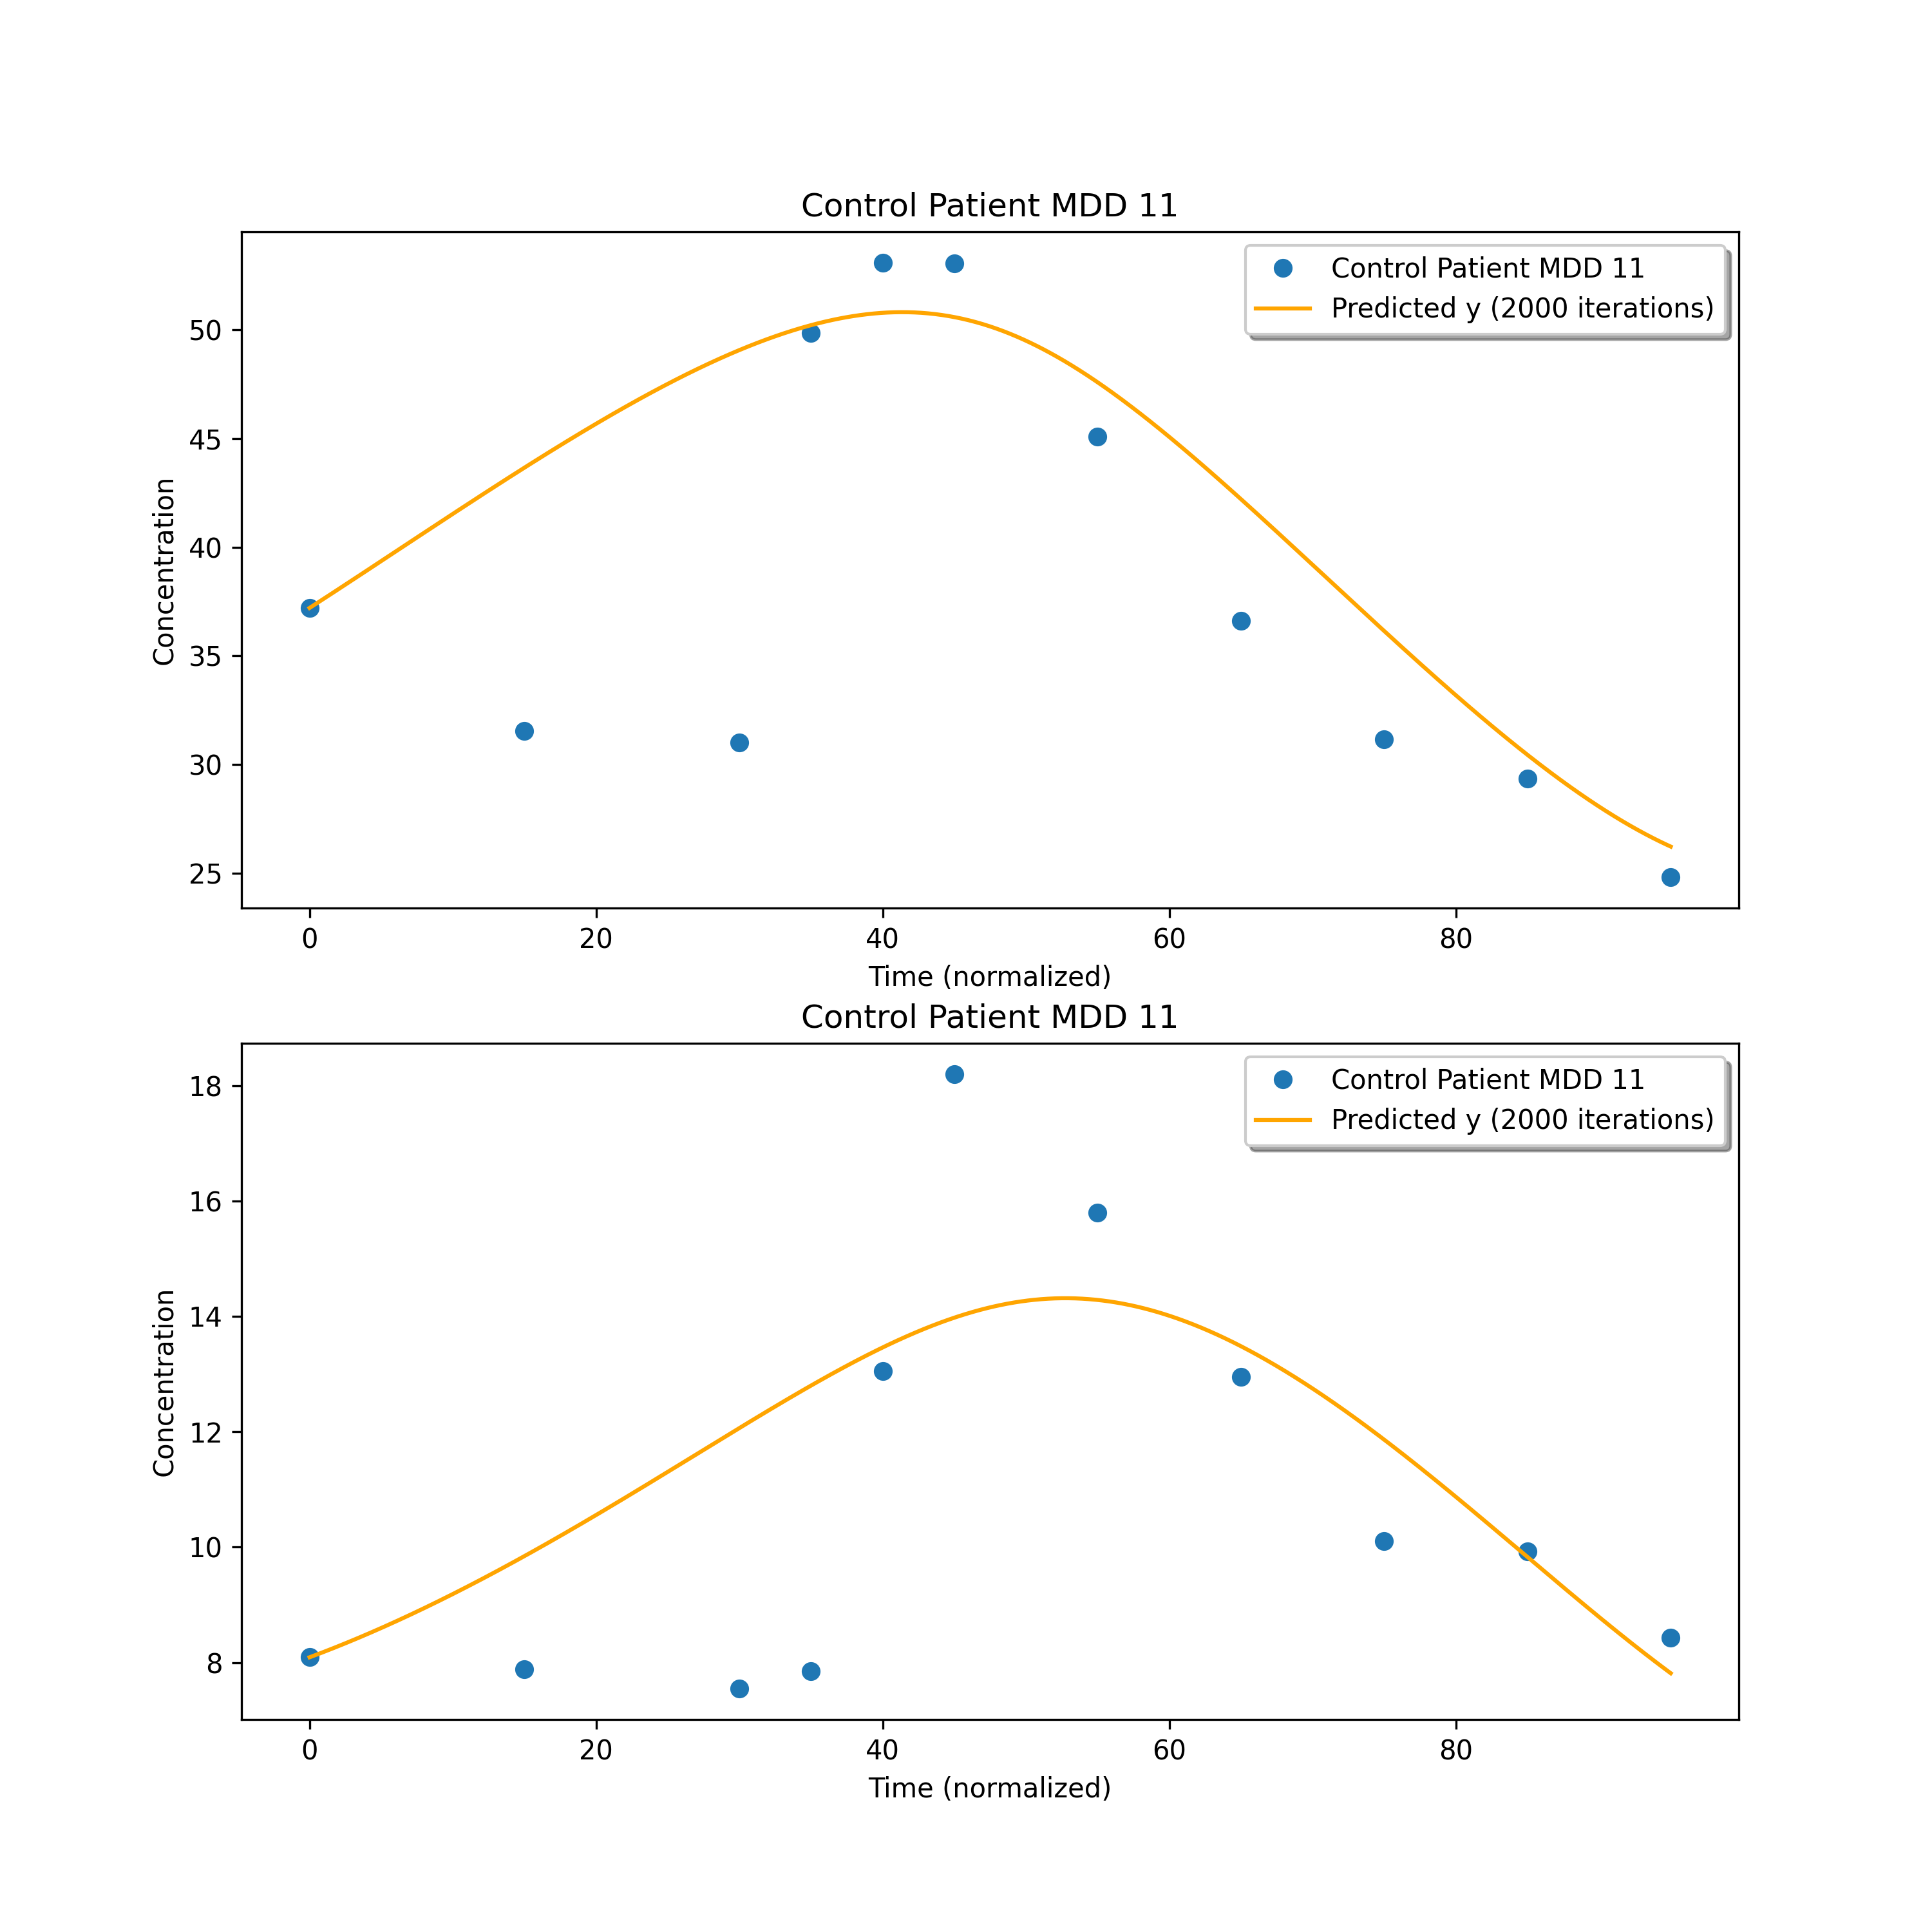 Control Patient MDD 11
Control Patient MDD 11
Predicted y (2000 iterations)
50
45
40
35
30
25
Concentration
0 20 40 60 80
Time (normalized)
Control Patient MDD 11
Control Patient MDD 11
Predicted y (2000 iterations)
18
16
14
12
10
8
Concentration
0 20 40 60 80
Time (normalized)